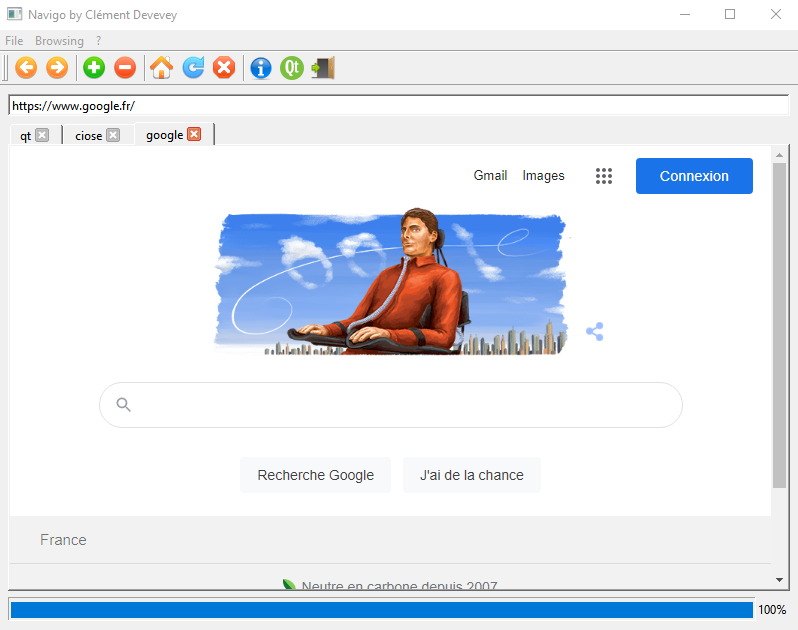 Navigo by Clément Devevey
File Browsing ?
Qt
https://www.google.fr/
qt ciose google
Gmail Images Connexion
Recherche Google J'ai de la chance
France
Neutre en carbone depuis 2007
100%